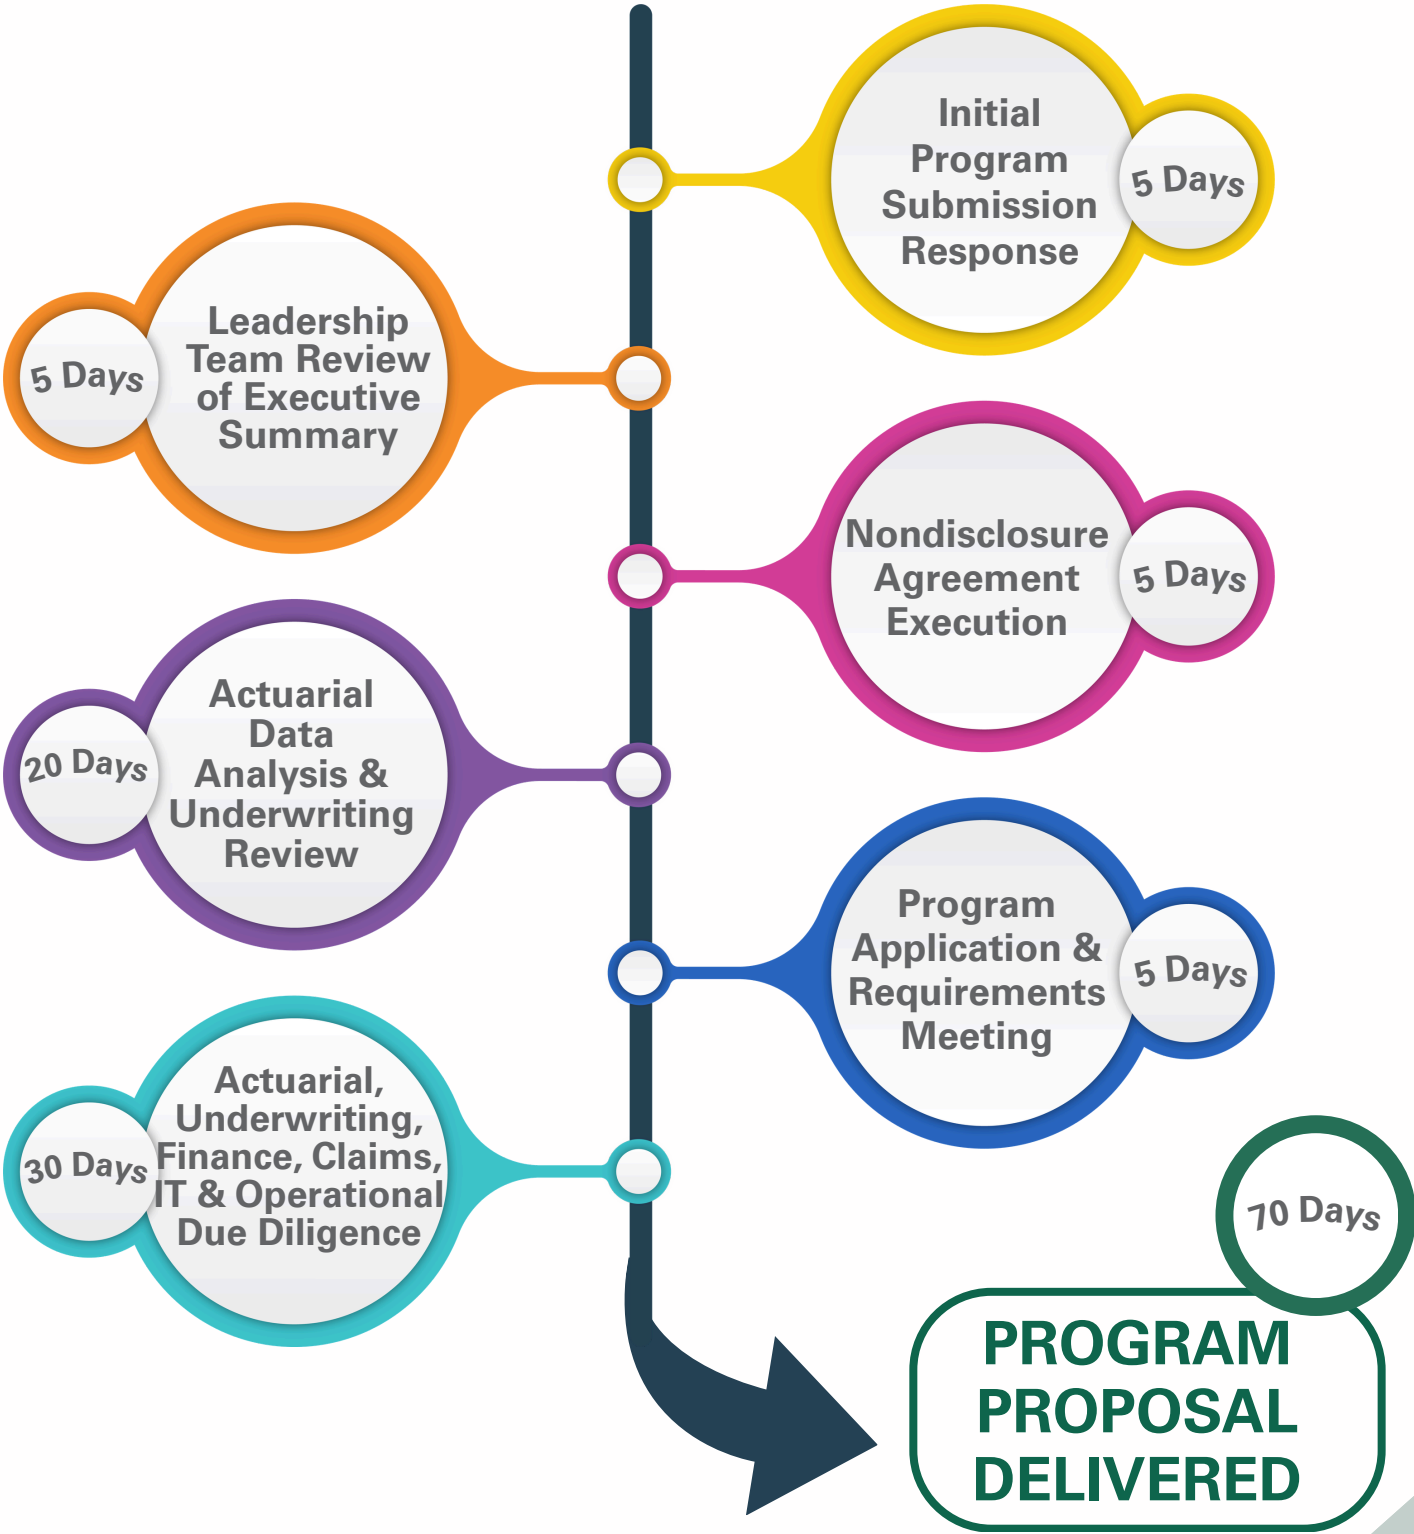 Initial
Program
Submission
Response
5 Days
Leadership
Team Review
of Executive
Summary
5 Days
Nondisclosure
Agreement
Execution
5 Days
Actuarial
Data
Analysis &
Underwriting
Review
20 Days
Program
Application &
Requirements
Meeting
5 Days
Actuarial,
Underwriting,
Finance, Claims,
IT & Operational
Due Diligence
30 Days
70 Days
PROGRAM
PROPOSAL
DELIVERED